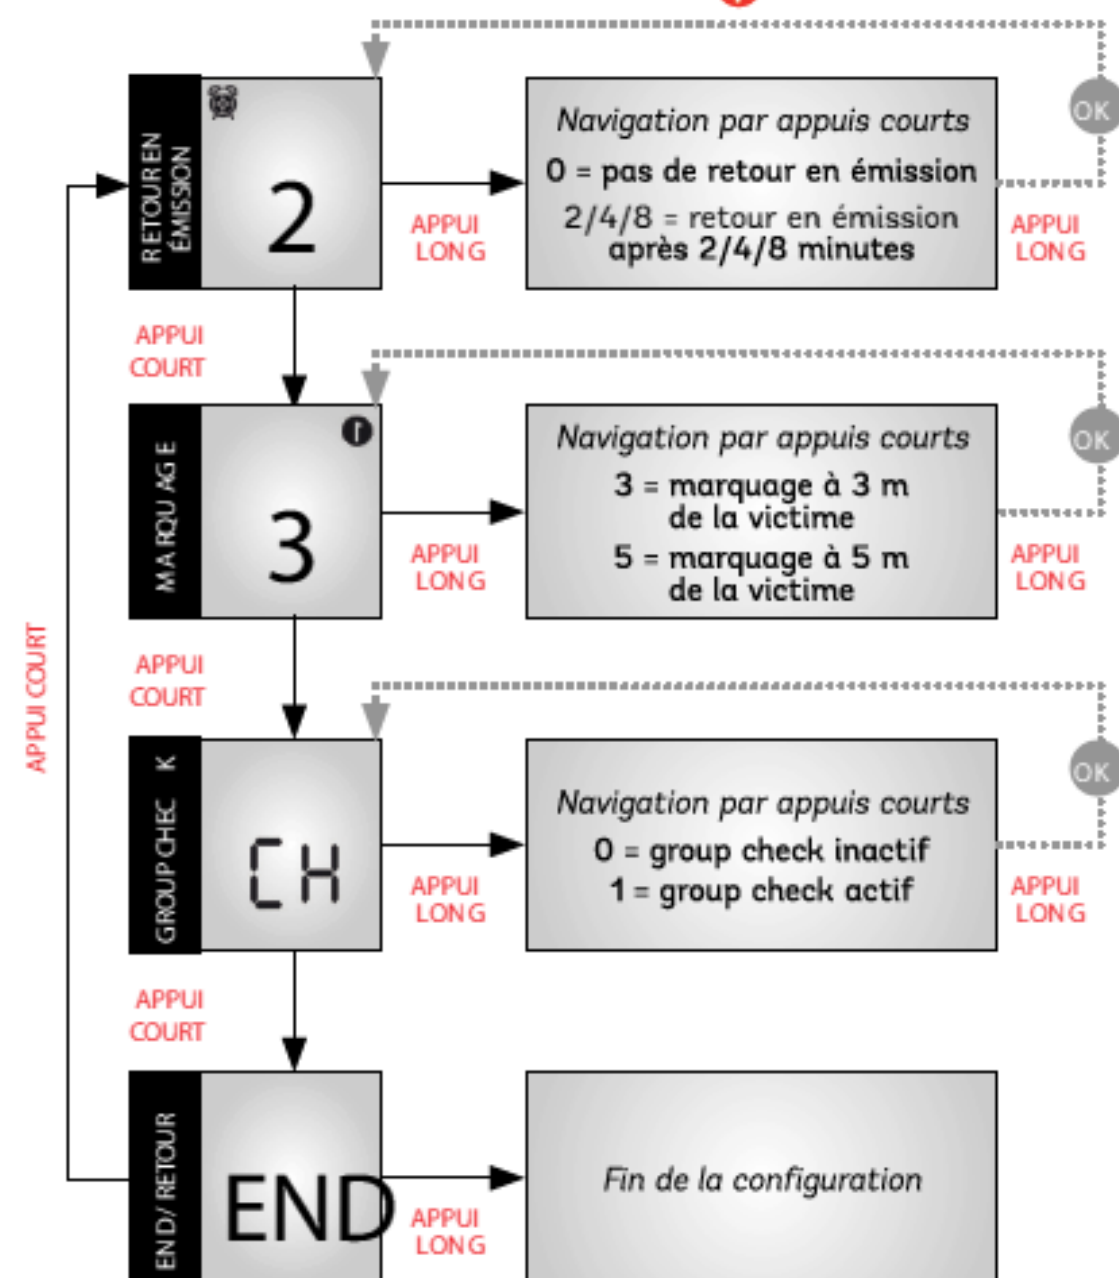 RETOUR EN
ÉMISSION
2
APPUI
LONG
Navigation par appuis courts
0 = pas de retour en émission
2/4/8 = retour en émission
après 2/4/8 minutes
APPUI
LONG
OK
APPUI
COURT
MARQUAGE
3
APPUI
LONG
Navigation par appuis courts
3 = marquage à 3 m
de la victime
5 = marquage à 5 m
de la victime
APPUI
LONG
OK
APPUI COURT
APPUI
COURT
GROUP CHECK
CH
APPUI
LONG
Navigation par appuis courts
0 = group check inactif
1 = group check actif
APPUI
LONG
OK
APPUI
COURT
END/ RETOUR
END
APPUI
LONG
Fin de la configuration